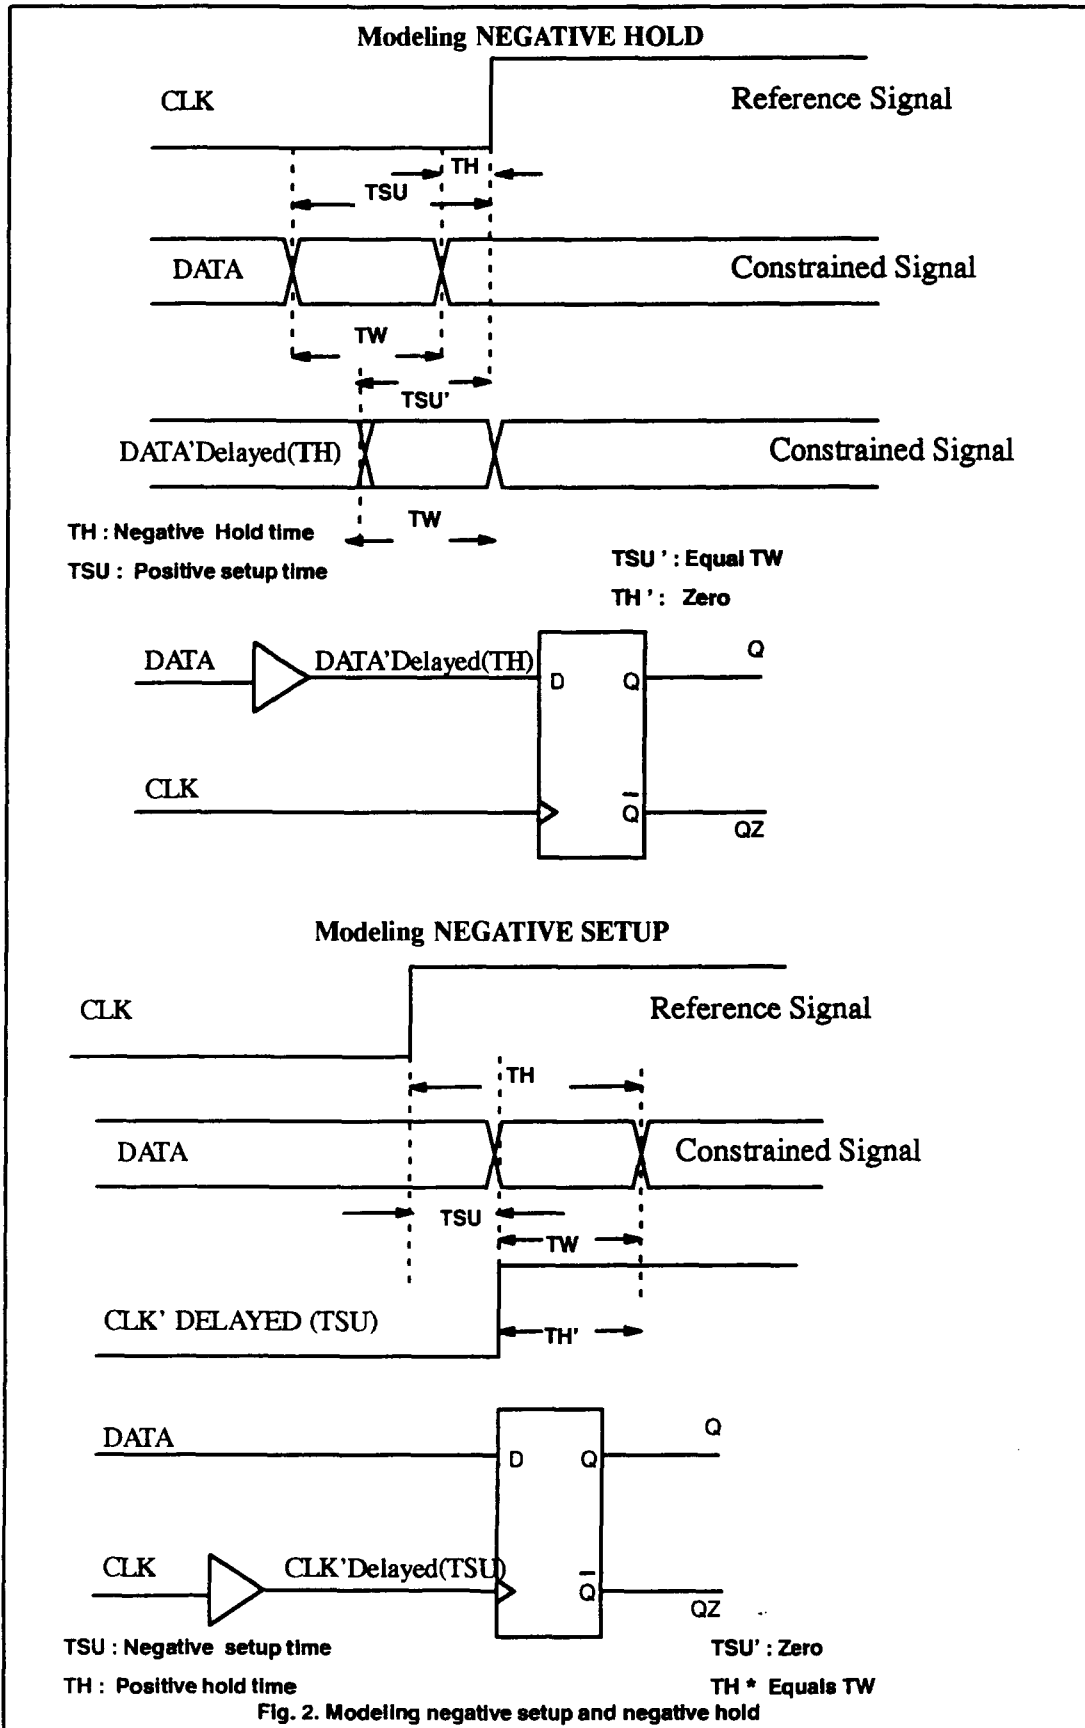 Modeling NEGATIVE HOLD
CLK
Reference Signal
TH
TSU
DATA
Constrained Signal
TW
TSU'
DATA'Delayed(TH)
Constrained Signal
TW
TH : Negative Hold time
TSU : Positive setup time
TSU ' : Equal TW
TH ' : Zero
DATA
DATA'Delayed(TH)
D
Q
Q
CLK
Q̅
QZ
Modeling NEGATIVE SETUP
CLK
Reference Signal
TH
DATA
Constrained Signal
TSU
TW
CLK' DELAYED (TSU)
TH'
DATA
D
Q
Q
CLK
CLK'Delayed(TSU)
Q̅
QZ
TSU : Negative setup time
TSU' : Zero
TH : Positive hold time
TH * Equals TW
Fig. 2. Modeling negative setup and negative hold